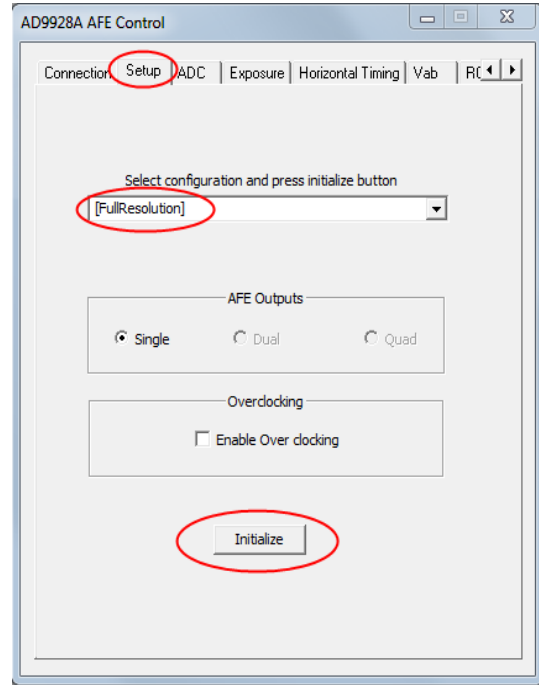 AD9928A AFE Control
Connection Setup ADC Exposure Horizontal Timing Vab
Select configuration and press initialize button
[FullResolution]
AFE Outputs
Single Dual Quad
Overclocking
Enable Over clocking
Initialize